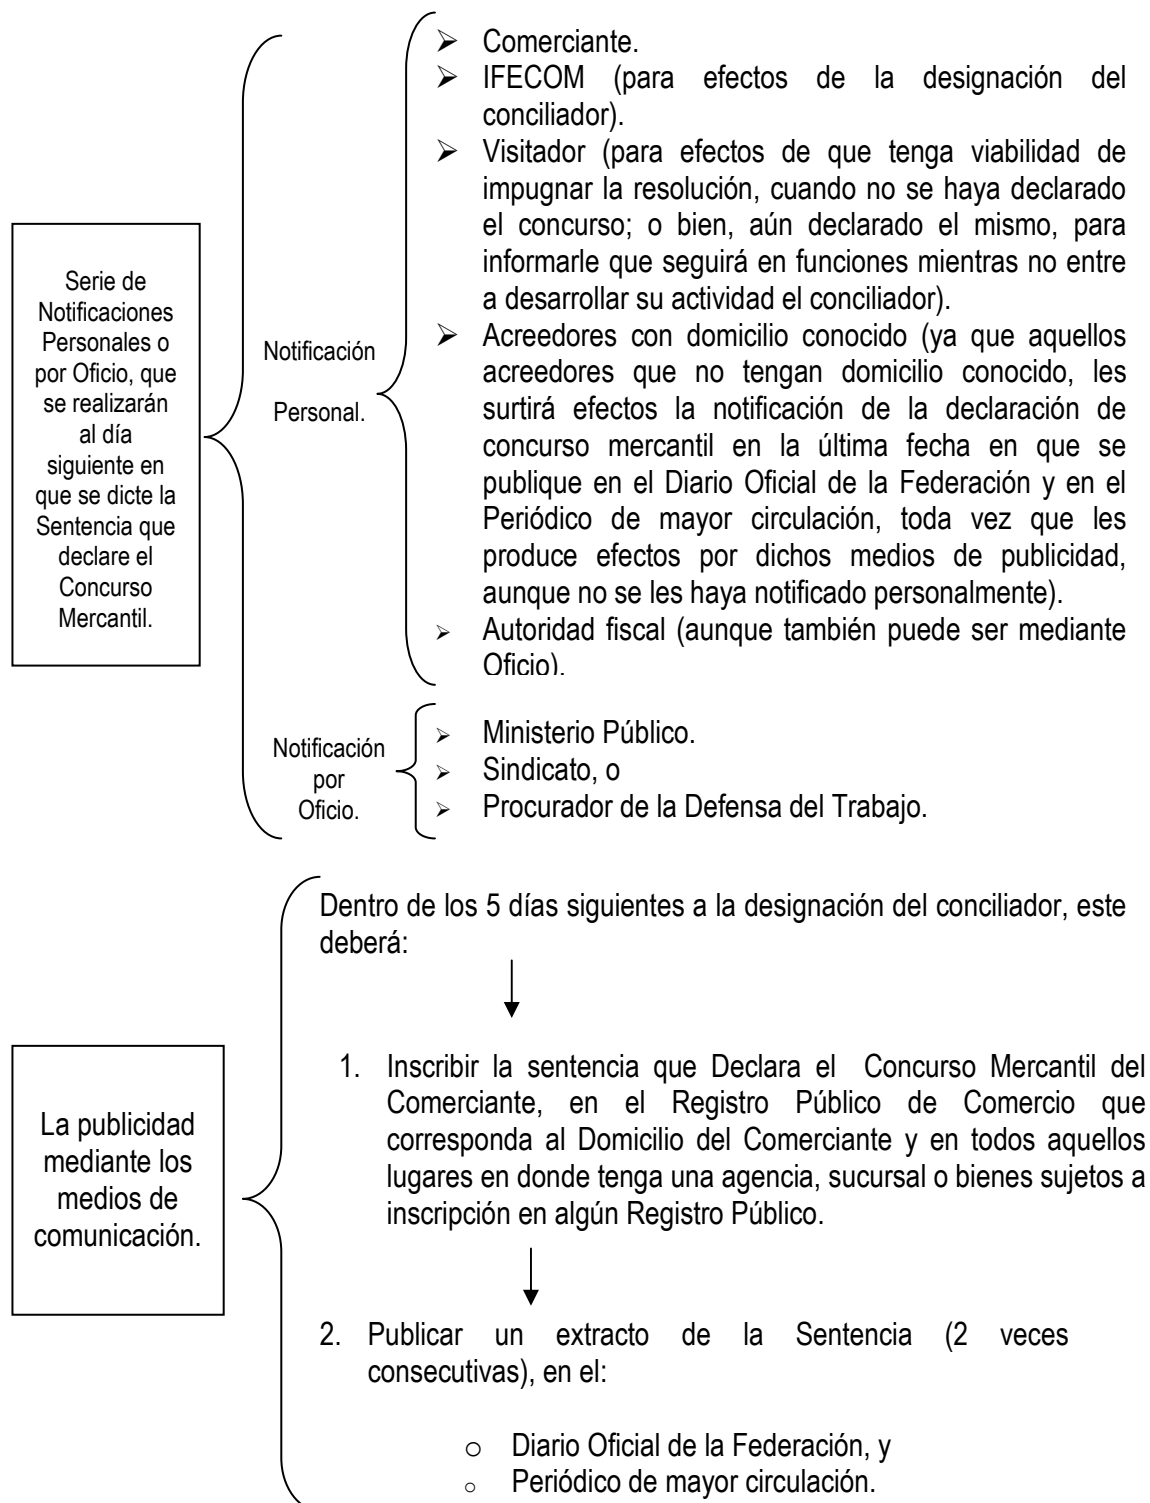 Serie de
Notificaciones
Personales o
por Oficio, que
se realizarán
al día
siguiente en
que se dicte la
Sentencia que
declare el
Concurso
Mercantil.
Notificación
Personal.
➢ Comerciante.
➢ IFECOM (para efectos de la designación del
conciliador).
➢ Visitador (para efectos de que tenga viabilidad de
impugnar la resolución, cuando no se haya declarado
el concurso; o bien, aún declarado el mismo, para
informarle que seguirá en funciones mientras no entre
a desarrollar su actividad el conciliador).
➢ Acreedores con domicilio conocido (ya que aquellos
acreedores que no tengan domicilio conocido, les
surtirá efectos la notificación de la declaración de
concurso mercantil en la última fecha en que se
publique en el Diario Oficial de la Federación y en el
Periódico de mayor circulación, toda vez que les
produce efectos por dichos medios de publicidad,
aunque no se les haya notificado personalmente).
➢ Autoridad fiscal (aunque también puede ser mediante
Oficio).
Notificación
por
Oficio.
➢ Ministerio Público.
➢ Sindicato, o
➢ Procurador de la Defensa del Trabajo.
La publicidad
mediante los
medios de
comunicación.
Dentro de los 5 días siguientes a la designación del conciliador, este
deberá:
1. Inscribir la sentencia que Declara el Concurso Mercantil del
Comerciante, en el Registro Público de Comercio que
corresponda al Domicilio del Comerciante y en todos aquellos
lugares en donde tenga una agencia, sucursal o bienes sujetos a
inscripción en algún Registro Público.
2. Publicar un extracto de la Sentencia (2 veces
consecutivas), en el:
○ Diario Oficial de la Federación, y
○ Periódico de mayor circulación.